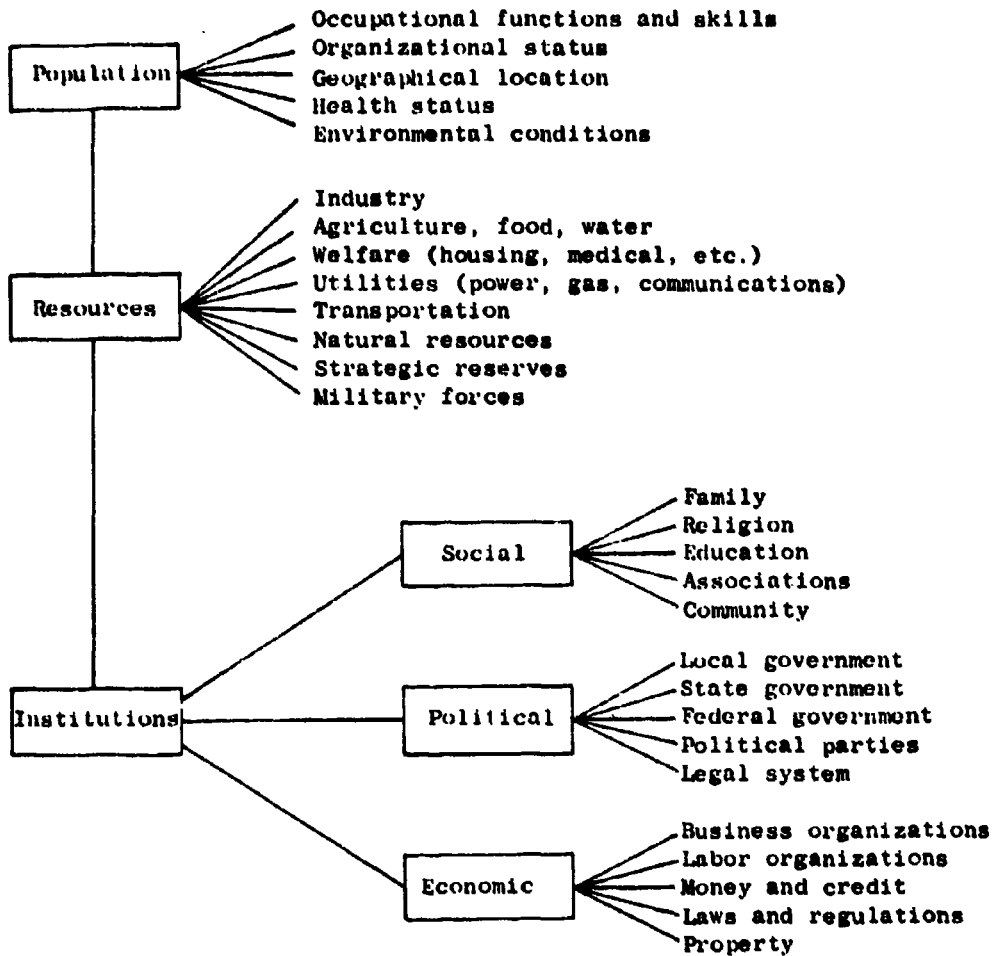 Population
Occupational functions and skills
Organizational status
Geographical location
Health status
Environmental conditions
Resources
Industry
Agriculture, food, water
Welfare (housing, medical, etc.)
Utilities (power, gas, communications)
Transportation
Natural resources
Strategic reserves
Military forces
Institutions
Social
Family
Religion
Education
Associations
Community
Political
Local government
State government
Federal government
Political parties
Legal system
Economic
Business organizations
Labor organizations
Money and credit
Laws and regulations
Property